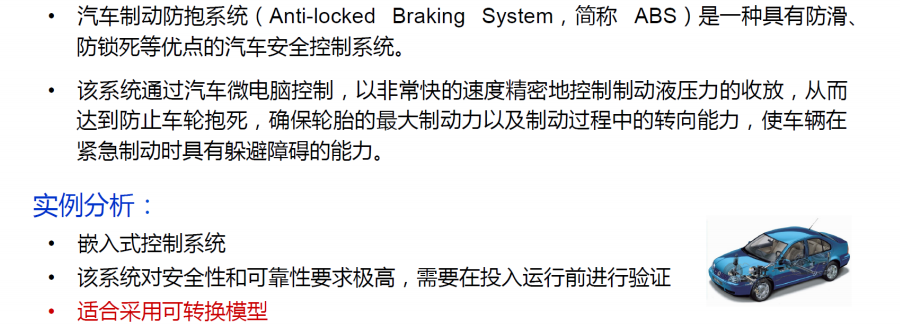 • 汽车制动防抱系统（Anti-locked Braking System，简称 ABS）是一种具有防滑、
防锁死等优点的汽车安全控制系统。
• 该系统通过汽车微电脑控制，以非常快的速度精密地控制制动液压力的收放，从而
达到防止车轮抱死，确保轮胎的最大制动力以及制动过程中的转向能力，使车辆在
紧急制动时具有躲避障碍的能力。
实例分析：
• 嵌入式控制系统
• 该系统对安全性和可靠性要求极高，需要在投入运行前进行验证
• 适合采用可转换模型